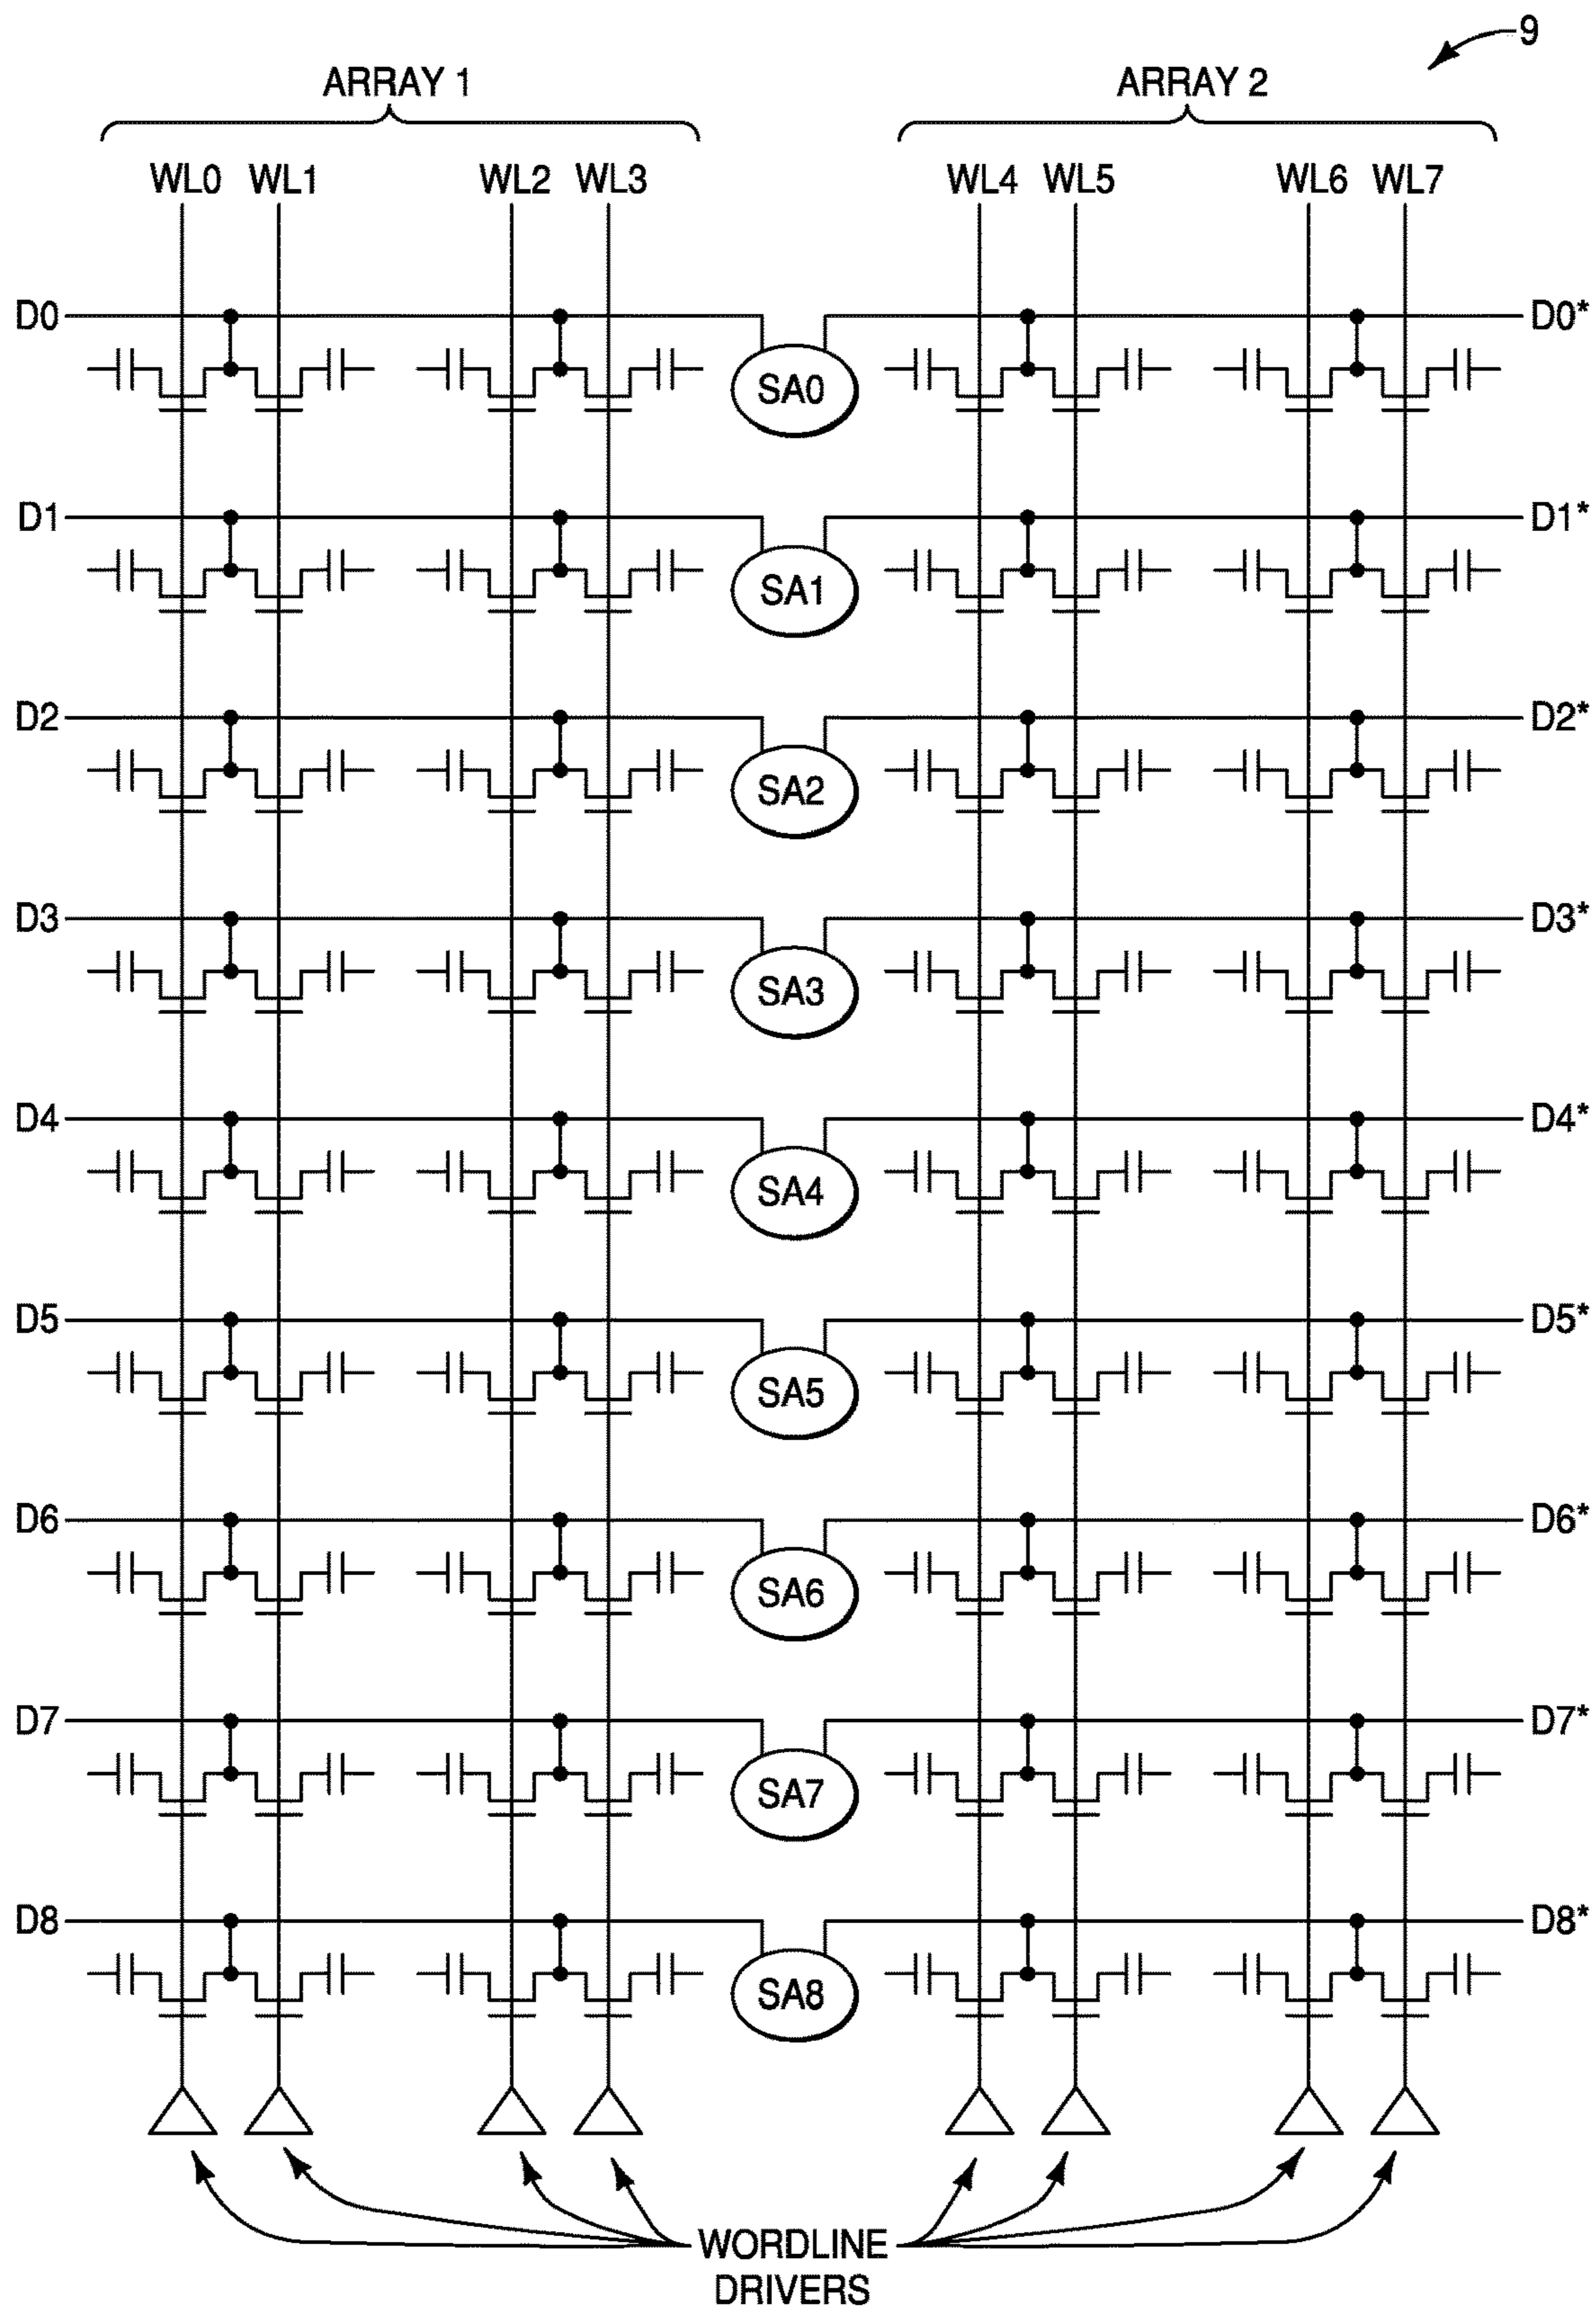 9
ARRAY 1 ARRAY 2
WL0 WL1 WL2 WL3 WL4 WL5 WL6 WL7
D0 D0*
SA0
D1 D1*
SA1
D2 D2*
SA2
D3 D3*
SA3
D4 D4*
SA4
D5 D5*
SA5
D6 D6*
SA6
D7 D7*
SA7
D8 D8*
SA8
WORDLINE
DRIVERS